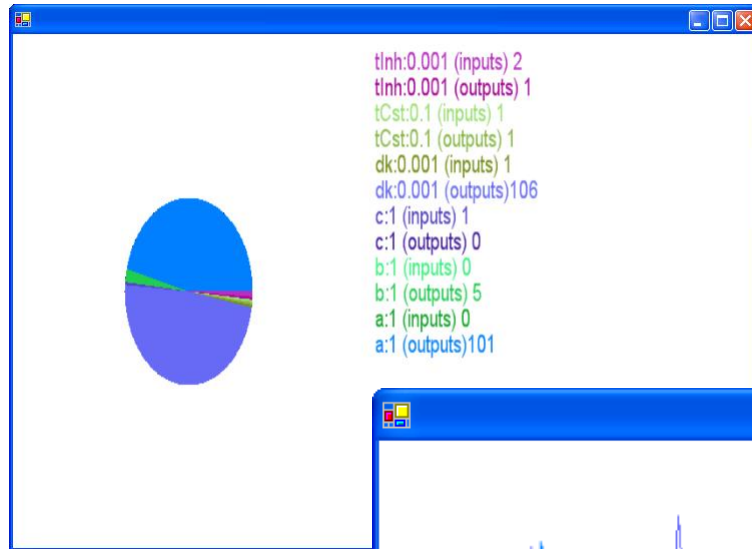 tInh:0.001 (inputs) 2
tInh:0.001 (outputs) 1
tCst:0.1 (inputs) 1
tCst:0.1 (outputs) 1
dk:0.001 (inputs) 1
dk:0.001 (outputs)106
c:1 (inputs) 1
c:1 (outputs) 0
b:1 (inputs) 0
b:1 (outputs) 5
a:1 (inputs) 0
a:1 (outputs)101